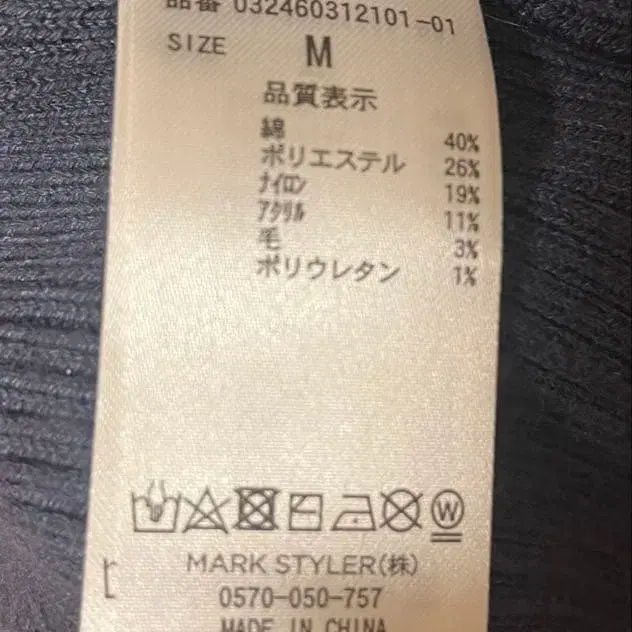 品番 032460312101-01
SIZE M
品質表示
綿 40%
ポリエステル 26%
ﾅｲﾛﾝ 19%
ｱｸﾘﾙ 11%
毛 3%
ポリウレタン 1%
W
MARK STYLER(株)
0570-050-757
MADE IN CHINA